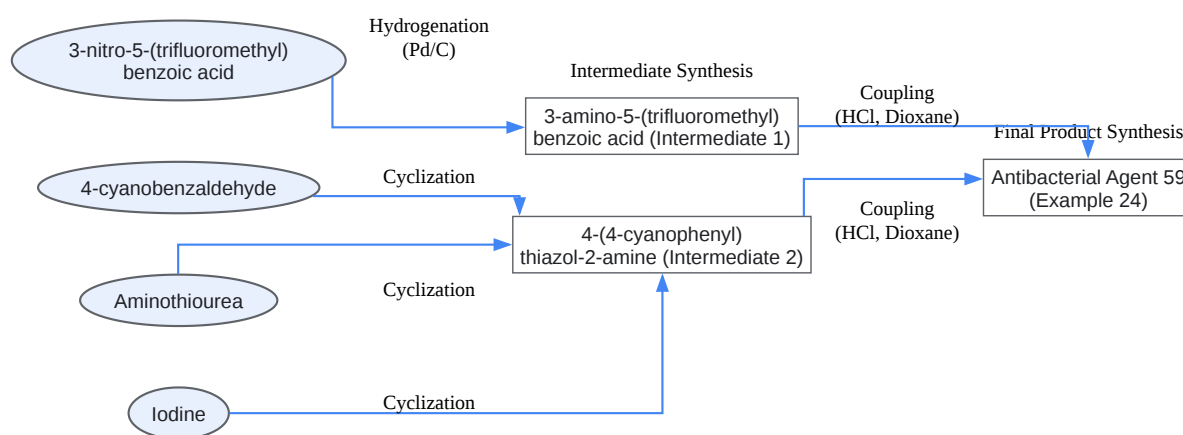 Hydrogenation
(Pd/C)
3-nitro-5-(trifluoromethyl)
benzoic acid
Intermediate Synthesis
3-amino-5-(trifluoromethyl)
benzoic acid (Intermediate 1)
Coupling
(HCl, Dioxane)
Final Product Synthesis
4-cyanobenzaldehyde
Cyclization
Antibacterial Agent 59
(Example 24)
4-(4-cyanophenyl)
thiazol-2-amine (Intermediate 2)
Coupling
(HCl, Dioxane)
Aminothiourea
Cyclization
Iodine
Cyclization